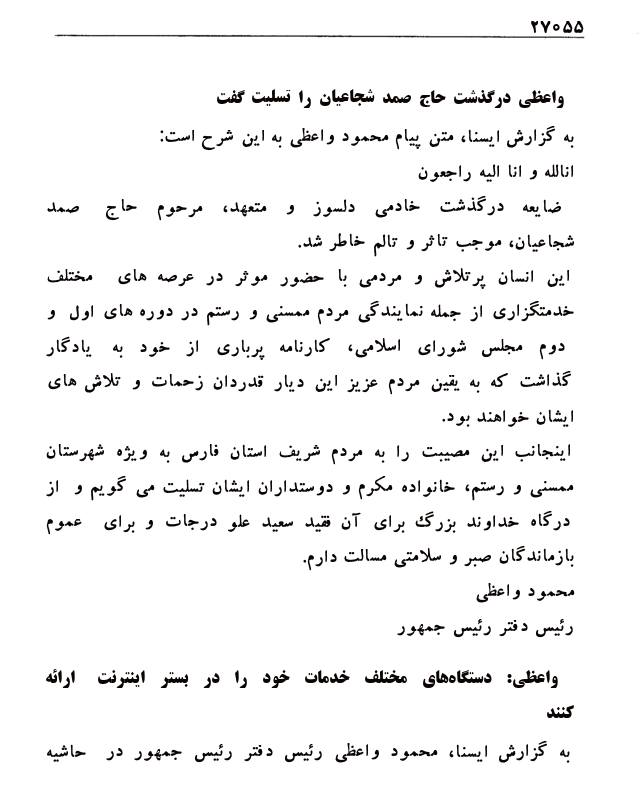 ۲۷۰۵۵
واعظی درگذشت حاج صمد شجاعیان را تسلیت گفت
به گزارش ایسنا، متن پیام محمود واعظی به این شرح است:
انالله و انا الیه راجعون
ضایعه درگذشت خادمی دلسوز و متعهد، مرحوم حاج صمد
شجاعیان، موجب تاثر و تالم خاطر شد.
این انسان پرتلاش و مردمی با حضور موثر در عرصه های مختلف
خدمتگزاری از جمله نمایندگی مردم ممسنی و رستم در دوره های اول و
دوم مجلس شورای اسلامی، کارنامه پرباری از خود به یادگار
گذاشت که به یقین مردم عزیز این دیار قدردان زحمات و تلاش های
ایشان خواهند بود.
اینجانب این مصیبت را به مردم شریف استان فارس به ویژه شهرستان
ممسنی و رستم، خانواده مکرم و دوستداران ایشان تسلیت می گویم و از
درگاه خداوند بزرگ برای آن فقید سعید علو درجات و برای عموم
بازماندگان صبر و سلامتی مسالت دارم.
محمود واعظی
رئیس دفتر رئیس جمهور
واعظی: دستگاه‌های مختلف خدمات خود را در بستر اینترنت ارائه
کنند
به گزارش ایسنا، محمود واعظی رئیس دفتر رئیس جمهور در حاشیه